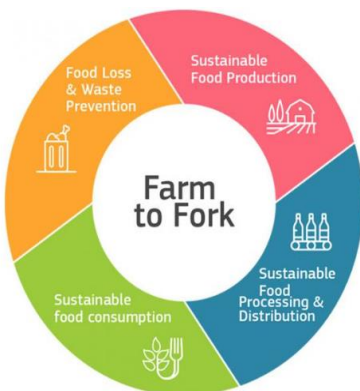 Food Loss
& Waste
Prevention
Sustainable
Food Production
Farm
to Fork
Sustainable
Food
Processing &
Distribution
Sustainable
food consumption